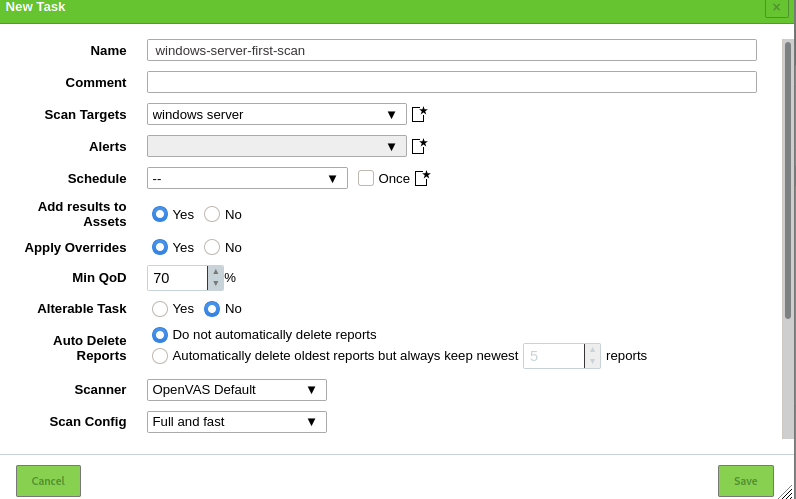 New Task ×
Name windows-server-first-scan
Comment
Scan Targets windows server ▼
Alerts ▼
Schedule -- ▼ Once
Add results to
Assets Yes No
Apply Overrides Yes No
Min QoD 70 %
Alterable Task Yes No
Auto Delete
Reports Do not automatically delete reports
Automatically delete oldest reports but always keep newest 5 reports
Scanner OpenVAS Default ▼
Scan Config Full and fast ▼
Cancel Save